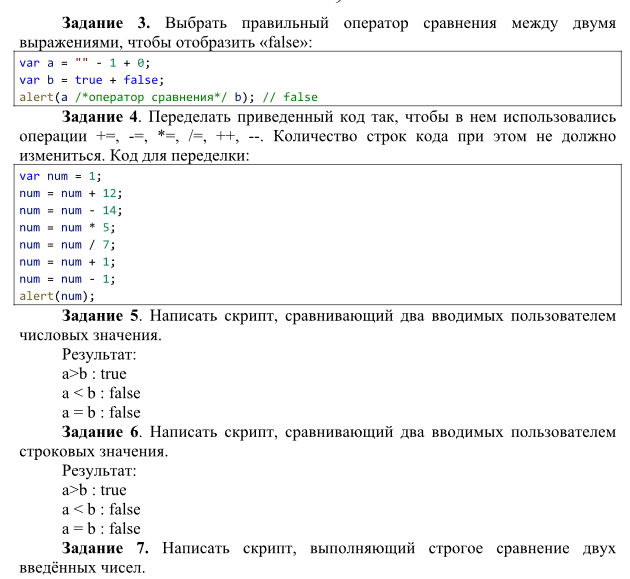 Задание 3. Выбрать правильный оператор сравнения между двумя
выражениями, чтобы отобразить «false»:
var a = "" - 1 + 0;
var b = true + false;
alert(a /*оператор сравнения*/ b); // false
Задание 4. Переделать приведенный код так, чтобы в нем использовались
операции +=, -=, *=, /=, ++, --. Количество строк кода при этом не должно
измениться. Код для переделки:
var num = 1;
num = num + 12;
num = num - 14;
num = num * 5;
num = num / 7;
num = num + 1;
num = num - 1;
alert(num);
Задание 5. Написать скрипт, сравнивающий два вводимых пользователем
числовых значения.
Результат:
a>b : true
a < b : false
a = b : false
Задание 6. Написать скрипт, сравнивающий два вводимых пользователем
строковых значения.
Результат:
a>b : true
a < b : false
a = b : false
Задание 7. Написать скрипт, выполняющий строгое сравнение двух
введённых чисел.